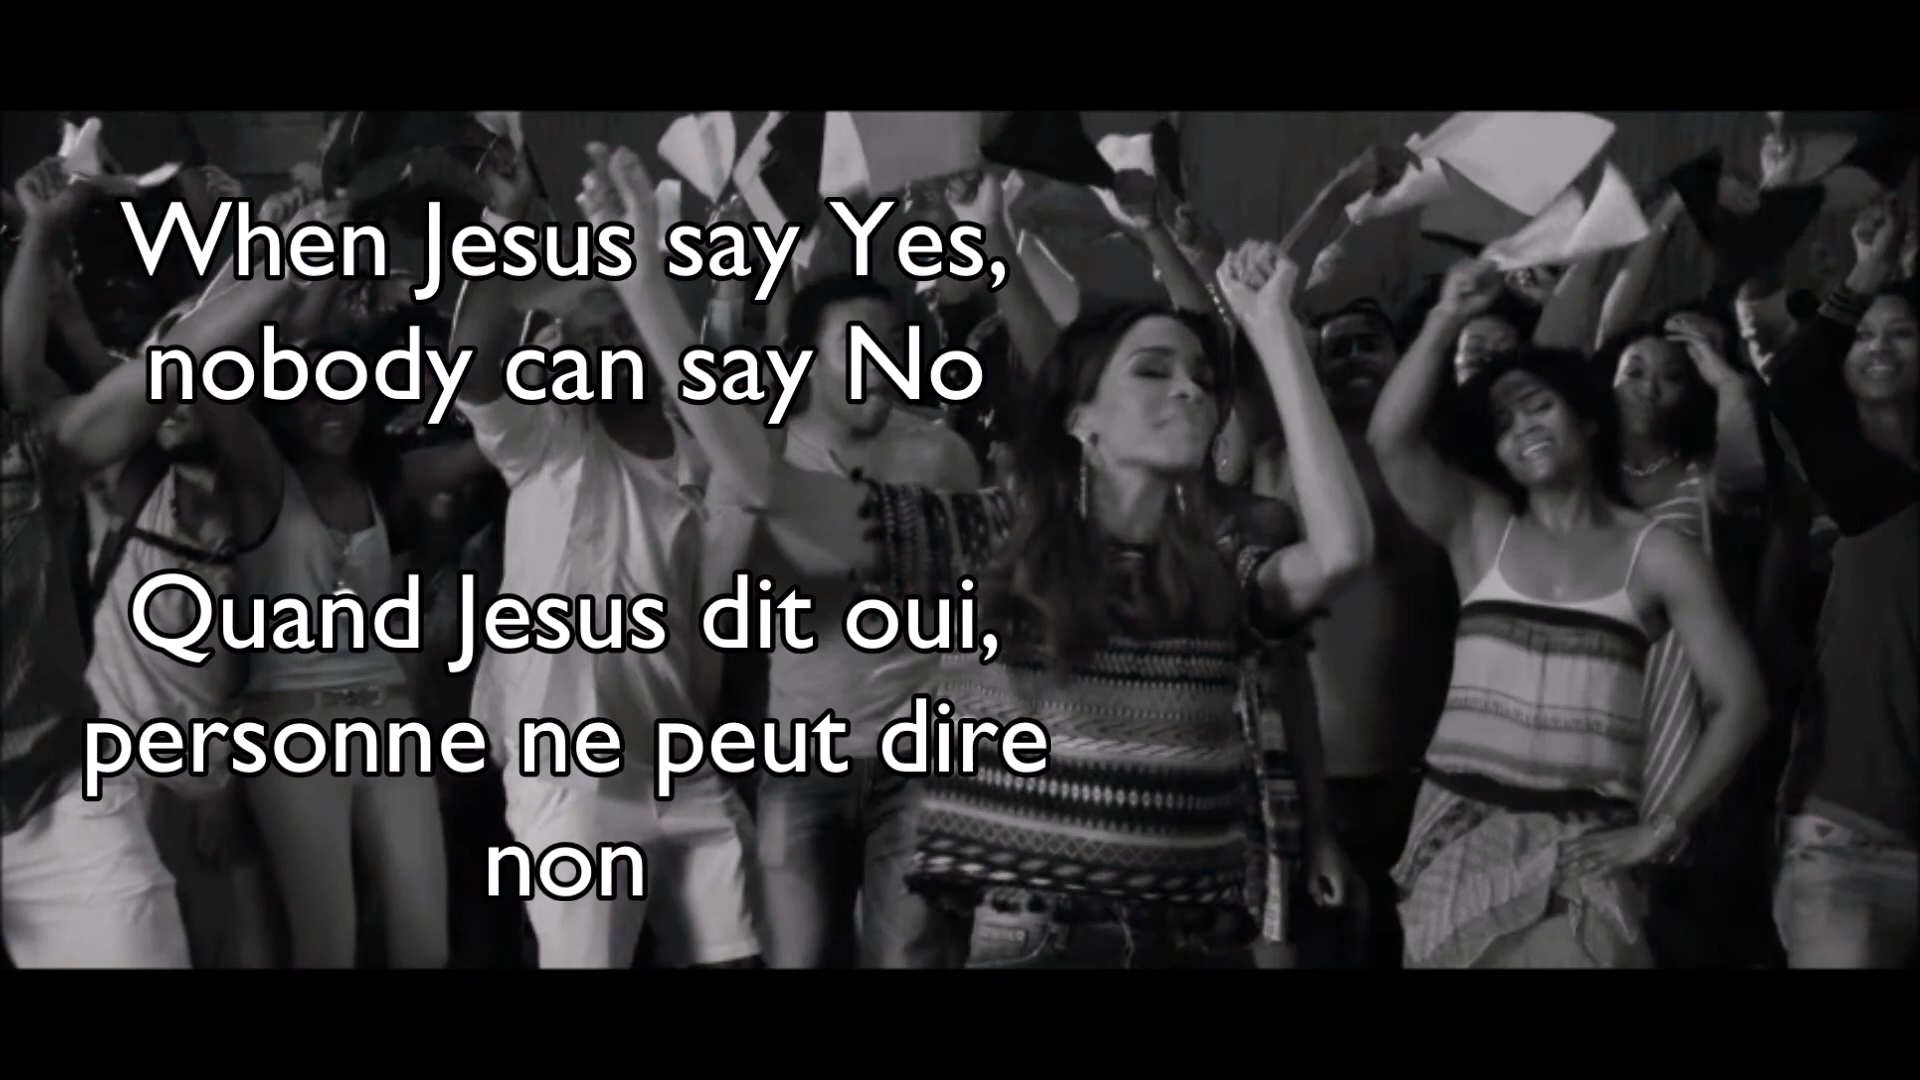 When Jesus say Yes,
nobody can say No
Quand Jesus dit oui,
personne ne peut dire
non